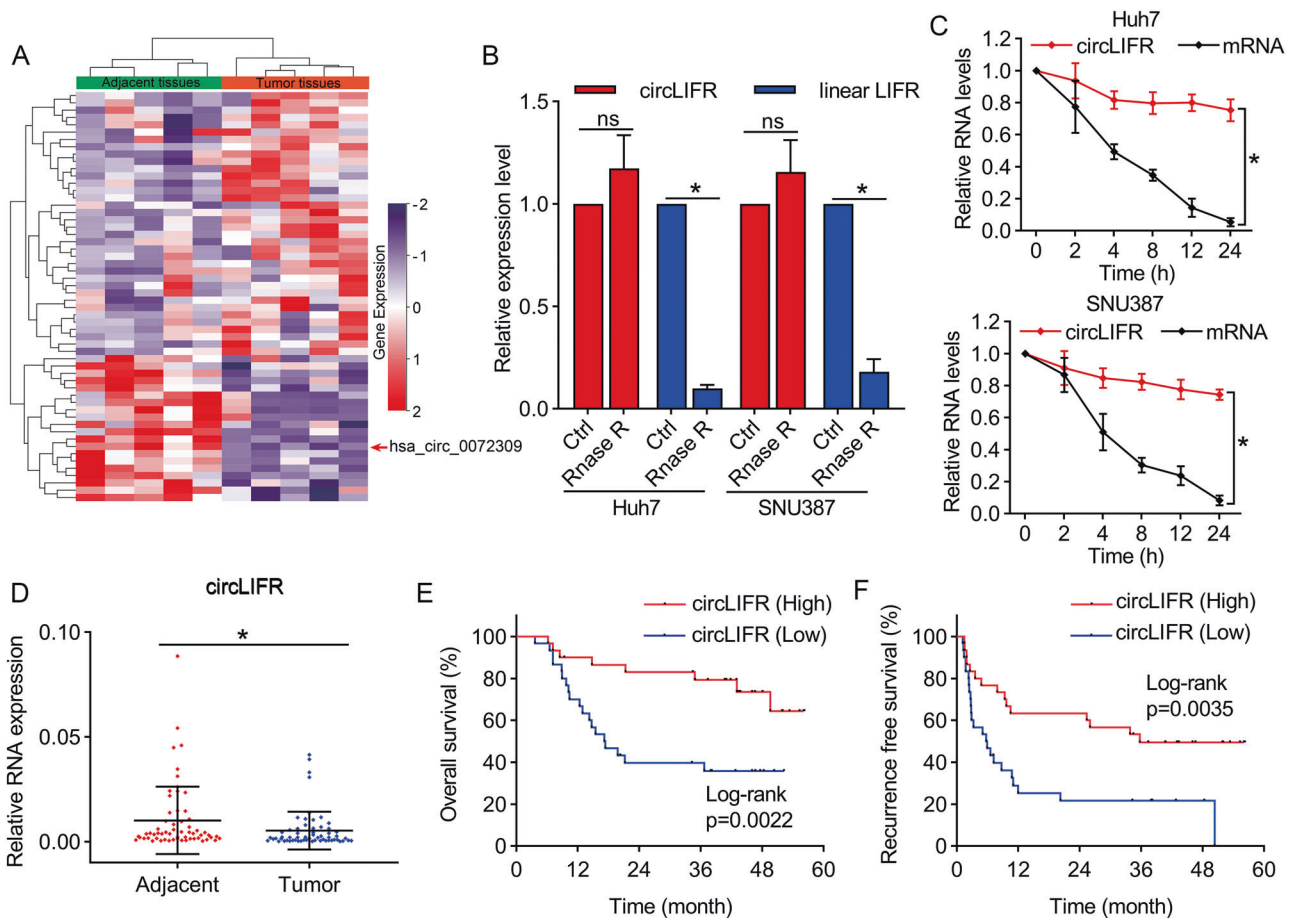 A
Adjacent tissues
Tumor tissues
-2
-1
0
1
2
Gene Expression
hsa_circ_0072309
B
circLIFR
linear LIFR
Relative expression level
1.5
1.0
0.5
0.0
ns
*
ns
*
Ctrl
Rnase R
Ctrl
Rnase R
Ctrl
Rnase R
Ctrl
Rnase R
Huh7
SNU387
C
Huh7
circLIFR
mRNA
Relative RNA levels
1.2
1.0
0.8
0.6
0.4
0.2
0.0
*
0 2 4 8 12 24
Time (h)
SNU387
circLIFR
mRNA
Relative RNA levels
1.2
1.0
0.8
0.6
0.4
0.2
0.0
*
0 2 4 8 12 24
Time (h)
D
circLIFR
Relative RNA expression
0.10
0.05
0.00
*
Adjacent
Tumor
E
circLIFR (High)
circLIFR (Low)
Overall survival (%)
100
80
60
40
20
0
Log-rank
p=0.0022
0 12 24 36 48 60
Time (month)
F
circLIFR (High)
circLIFR (Low)
Recurrence free survival (%)
100
80
60
40
20
0
Log-rank
p=0.0035
0 12 24 36 48 60
Time (month)